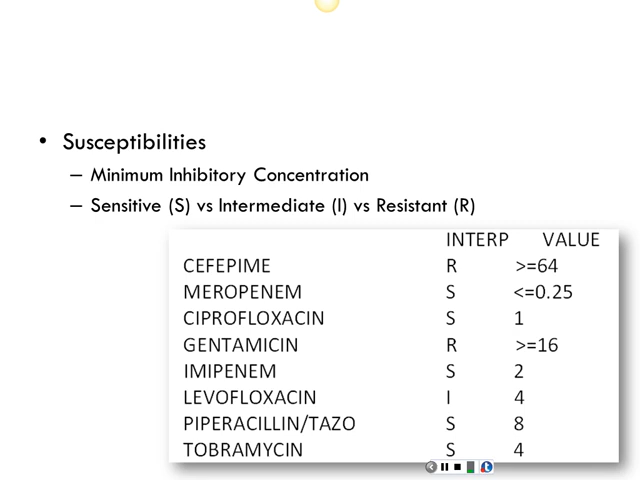 • Susceptibilities
– Minimum Inhibitory Concentration
– Sensitive (S) vs Intermediate (I) vs Resistant (R)
INTERP VALUE
CEFEPIME R >=64
MEROPENEM S <=0.25
CIPROFLOXACIN S 1
GENTAMICIN R >=16
IMIPENEM S 2
LEVOFLOXACIN I 4
PIPERACILLIN/TAZO S 8
TOBRAMYCIN S 4